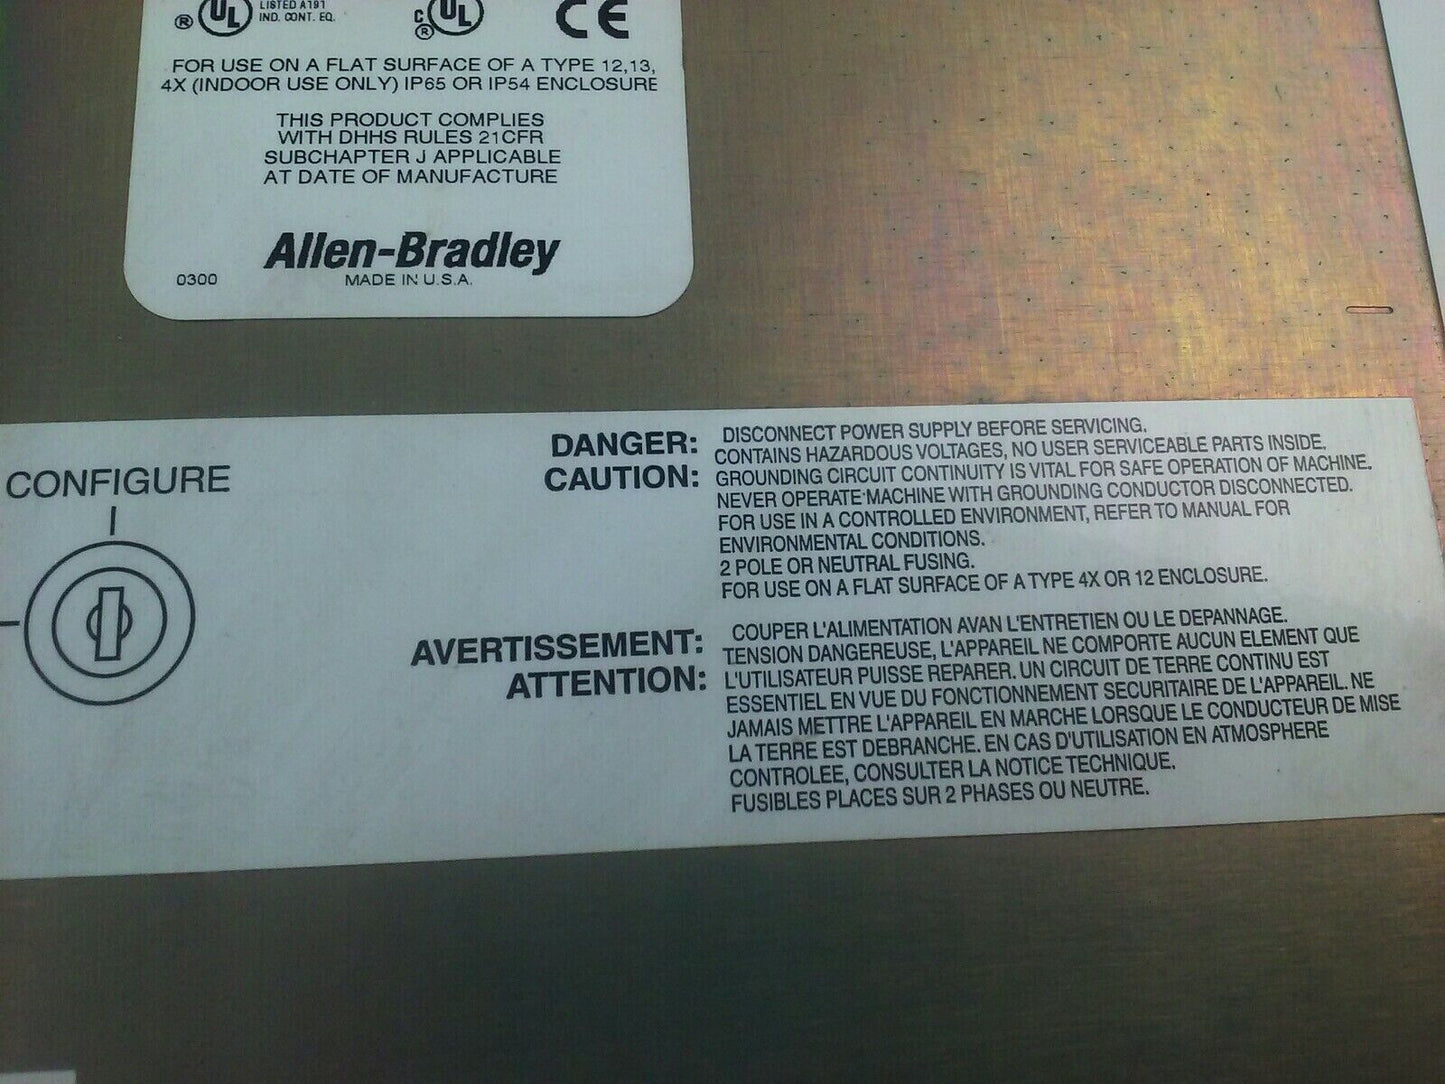 ® UL LISTED A191
IND. CONT. EQ.
C UL ®
CE
FOR USE ON A FLAT SURFACE OF A TYPE 12,13,
4X (INDOOR USE ONLY) IP65 OR IP54 ENCLOSURE
THIS PRODUCT COMPLIES
WITH DHHS RULES 21CFR
SUBCHAPTER J APPLICABLE
AT DATE OF MANUFACTURE
Allen-Bradley
0300 MADE IN U.S.A.
CONFIGURE
DANGER: DISCONNECT POWER SUPPLY BEFORE SERVICING.
CONTAINS HAZARDOUS VOLTAGES, NO USER SERVICEABLE PARTS INSIDE.
CAUTION: GROUNDING CIRCUIT CONTINUITY IS VITAL FOR SAFE OPERATION OF MACHINE.
NEVER OPERATE MACHINE WITH GROUNDING CONDUCTOR DISCONNECTED.
FOR USE IN A CONTROLLED ENVIRONMENT, REFER TO MANUAL FOR
ENVIRONMENTAL CONDITIONS.
2 POLE OR NEUTRAL FUSING.
FOR USE ON A FLAT SURFACE OF A TYPE 4X OR 12 ENCLOSURE.
AVERTISSEMENT: COUPER L'ALIMENTATION AVAN L'ENTRETIEN OU LE DEPANNAGE.
TENSION DANGEREUSE, L'APPAREIL NE COMPORTE AUCUN ELEMENT QUE
ATTENTION: L'UTILISATEUR PUISSE REPARER. UN CIRCUIT DE TERRE CONTINU EST
ESSENTIEL EN VUE DU FONCTIONNEMENT SECURITAIRE DE L'APPAREIL. NE
JAMAIS METTRE L'APPAREIL EN MARCHE LORSQUE LE CONDUCTEUR DE MISE
LA TERRE EST DEBRANCHE. EN CAS D'UTILISATION EN ATMOSPHERE
CONTROLEE, CONSULTER LA NOTICE TECHNIQUE.
FUSIBLES PLACES SUR 2 PHASES OU NEUTRE.